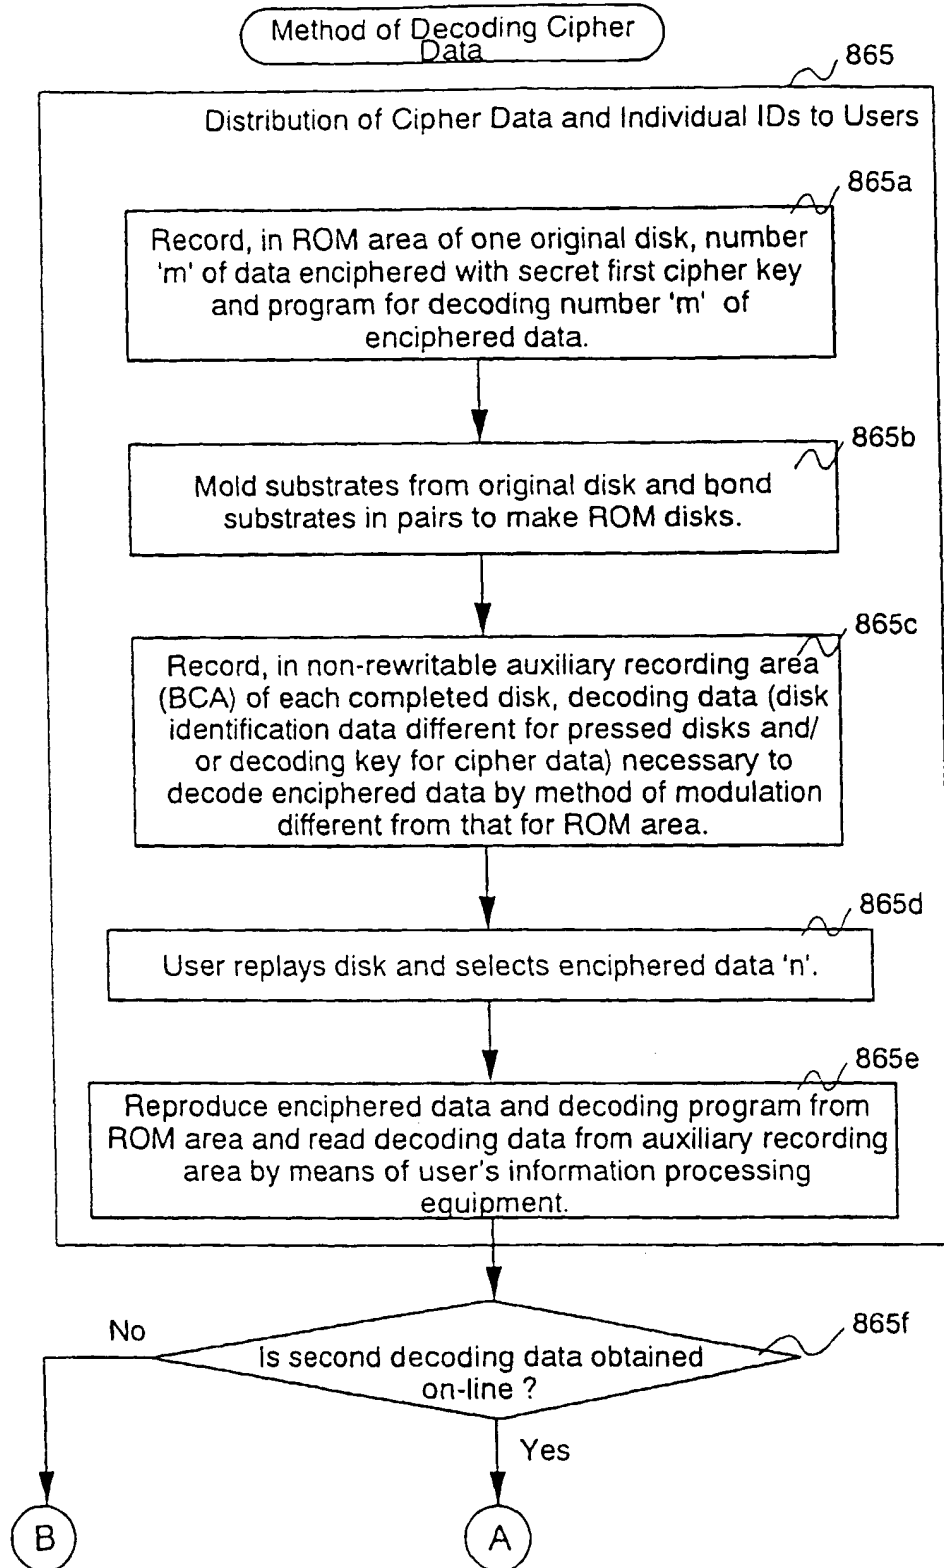 Method of Decoding Cipher
Data
865
Distribution of Cipher Data and Individual IDs to Users
865a
Record, in ROM area of one original disk, number
'm' of data enciphered with secret first cipher key
and program for decoding number 'm' of
enciphered data.
865b
Mold substrates from original disk and bond
substrates in pairs to make ROM disks.
865c
Record, in non-rewritable auxiliary recording area
(BCA) of each completed disk, decoding data (disk
identification data different for pressed disks and/
or decoding key for cipher data) necessary to
decode enciphered data by method of modulation
different from that for ROM area.
865d
User replays disk and selects enciphered data 'n'.
865e
Reproduce enciphered data and decoding program from
ROM area and read decoding data from auxiliary recording
area by means of user's information processing
equipment.
865f
No
Is second decoding data obtained
on-line ?
Yes
B
A